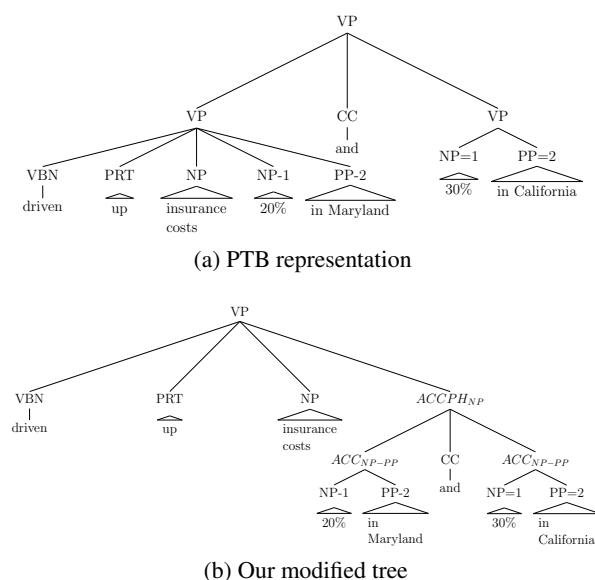 VP
VP CC VP
and
VBN PRT NP NP-1 PP-2 NP=1 PP=2
driven up insurance costs 20% in Maryland 30% in California
(a) PTB representation
VP
VBN PRT NP ACCPH_NP
driven up insurance costs
ACC_NP−PP CC ACC_NP−PP
and
NP-1 PP-2 NP=1 PP=2
20% in Maryland 30% in California
(b) Our modified tree